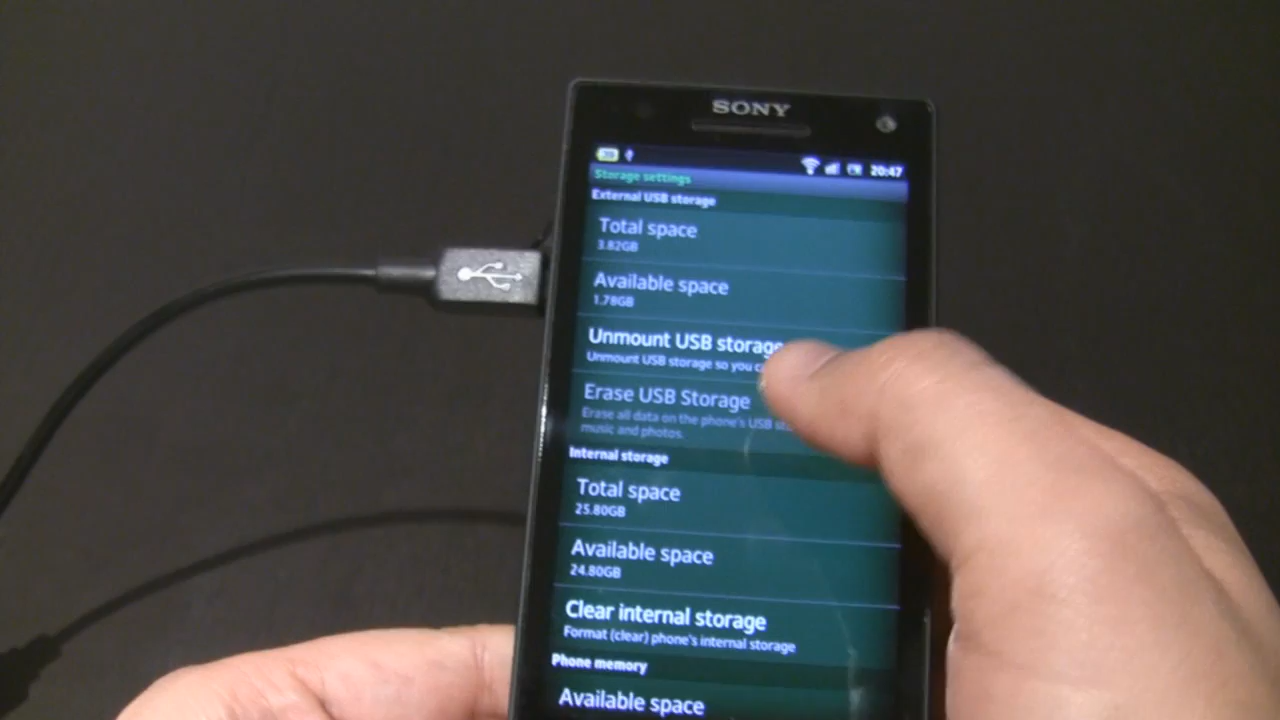 SONY
20:47
Storage settings
External USB storage
Total space
3.82GB
Available space
1.78GB
Unmount USB storage
Unmount USB storage so you
Erase USB Storage
Erase all data on the phone's USB
music and photos.
Internal storage
Total space
25.80GB
Available space
24.80GB
Clear internal storage
Format (clear) phone's internal storage
Phone memory
Available space